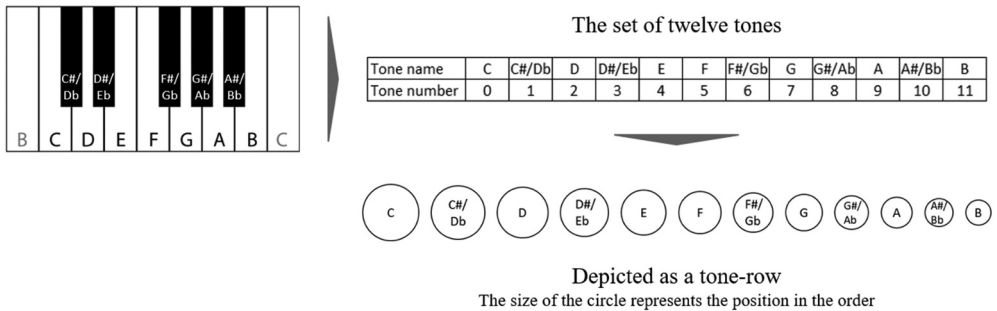 C#/ D#/ F#/ G#/ A#/
Db Eb Gb Ab Bb
B C D E F G A B C
The set of twelve tones
Tone name C C#/Db D D#/Eb E F F#/Gb G G#/Ab A A#/Bb B
Tone number 0 1 2 3 4 5 6 7 8 9 10 11
C C#/ D D#/ E F F#/ G G#/ A A#/ B
Db Eb Gb Ab Bb
Depicted as a tone-row
The size of the circle represents the position in the order